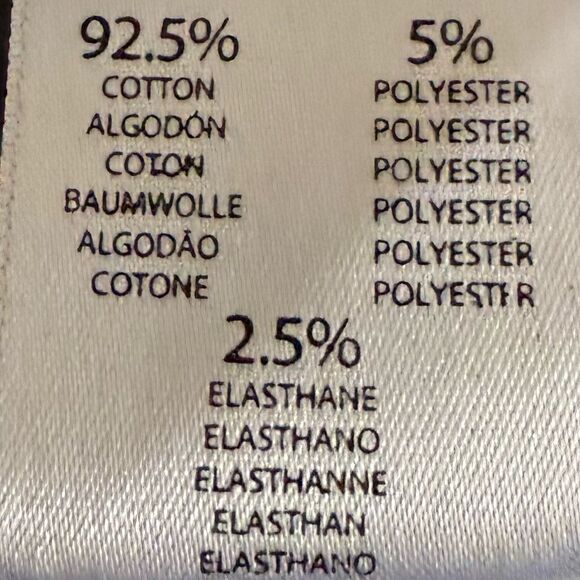 92.5%
COTTON
ALGODÓN
COTON
BAUMWOLLE
ALGODÃO
COTONE
5%
POLYESTER
POLYESTER
POLYESTER
POLYESTER
POLYESTER
POLYESTER
2.5%
ELASTHANE
ELASTHANO
ELASTHANNE
ELASTHAN
ELASTHANO